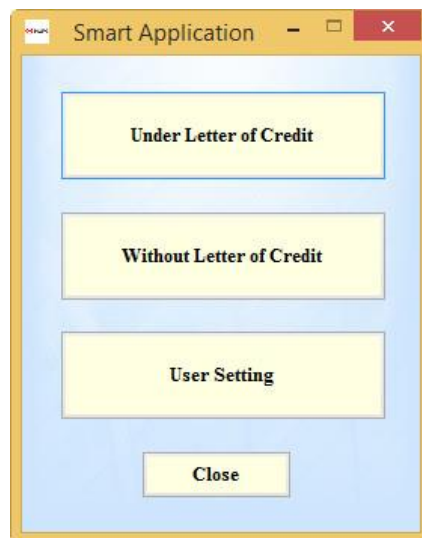 Smart Application
Under Letter of Credit
Without Letter of Credit
User Setting
Close